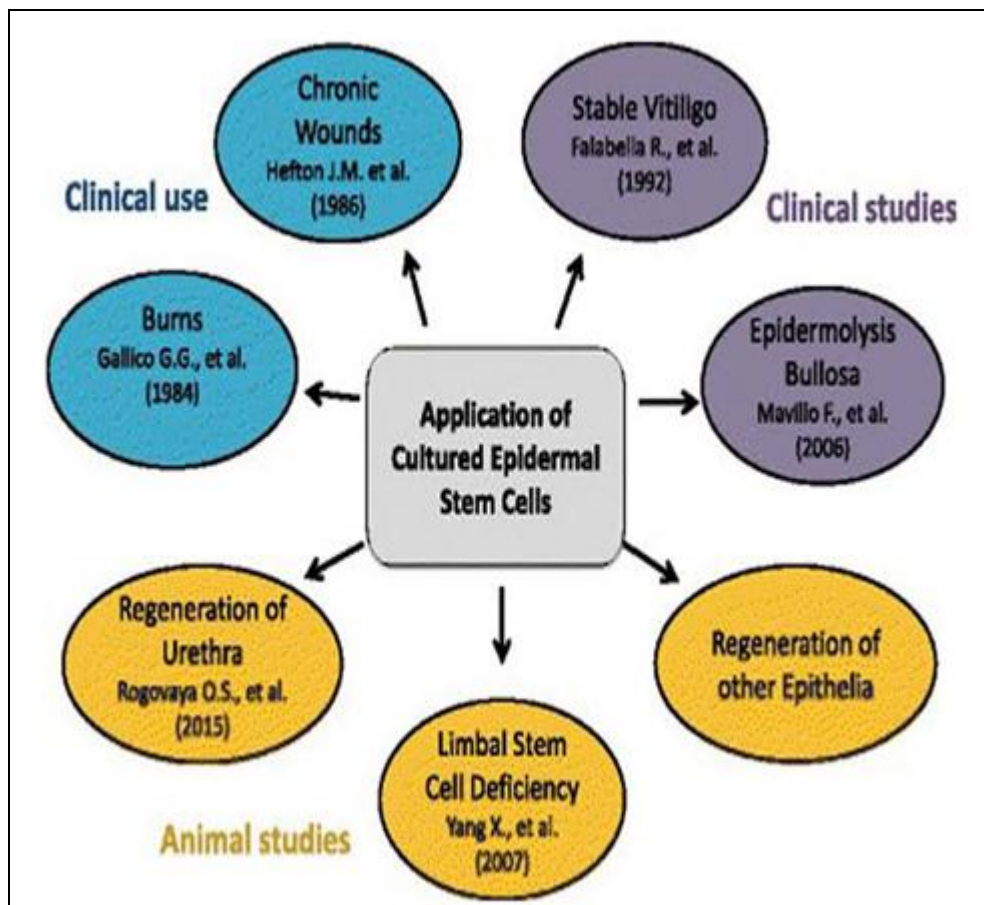 Chronic
Wounds
Hefton J.M. et al.
(1986)
Stable Vitiligo
Falabella R., et al.
(1992)
Clinical use
Clinical studies
Burns
Gallico G.G., et al.
(1984)
Epidermolysis
Bullosa
Mavilio F., et al.
(2006)
Application of
Cultured Epidermal
Stem Cells
Regeneration of
Urethra
Rogovaya O.S., et al.
(2015)
Regeneration of
other Epithelia
Limbal Stem
Cell Deficiency
Yang X., et al.
(2007)
Animal studies